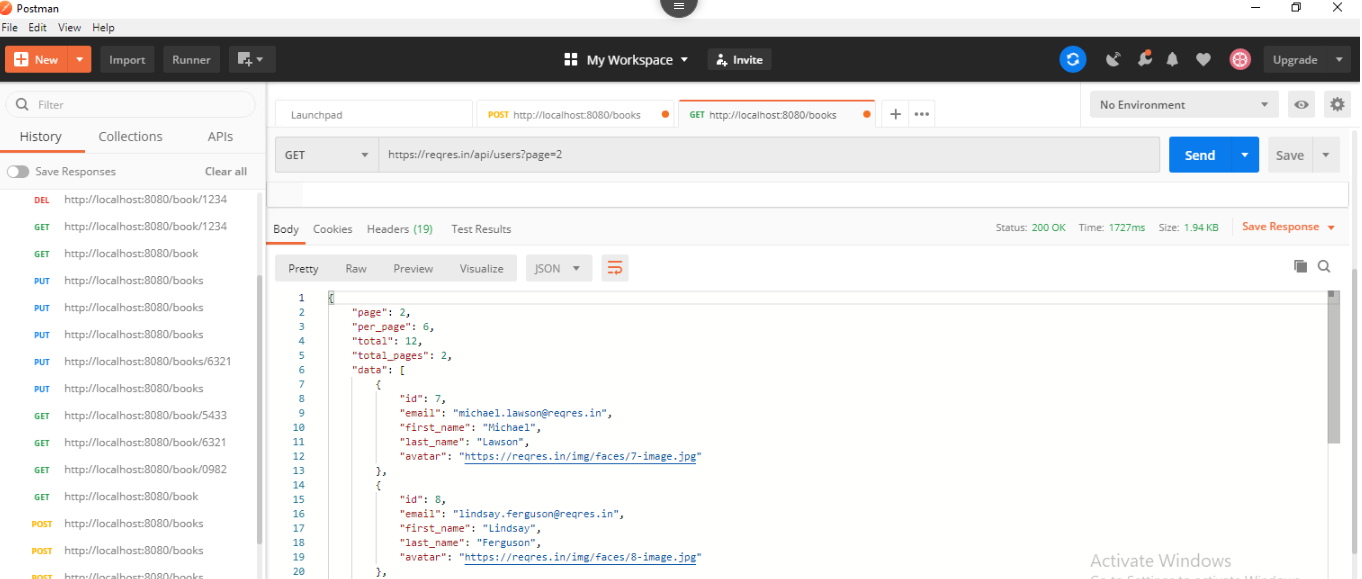 Postman
File Edit View Help
New Import Runner My Workspace Invite Upgrade
Filter
History Collections APIs
Save Responses Clear all
DEL http://localhost:8080/book/1234
GET http://localhost:8080/book/1234
GET http://localhost:8080/book
PUT http://localhost:8080/books
PUT http://localhost:8080/books
PUT http://localhost:8080/books
PUT http://localhost:8080/books/6321
PUT http://localhost:8080/books
GET http://localhost:8080/book/5433
GET http://localhost:8080/book/6321
GET http://localhost:8080/book/0982
GET http://localhost:8080/book
POST http://localhost:8080/books
POST http://localhost:8080/books
POST http://localhost:8080/books
Launchpad POST http://localhost:8080/books GET http://localhost:8080/books No Environment
GET https://reqres.in/api/users?page=2 Send Save
Body Cookies Headers (19) Test Results Status: 200 OK Time: 1727ms Size: 1.94 KB Save Response
Pretty Raw Preview Visualize JSON
1 {
2 "page": 2,
3 "per_page": 6,
4 "total": 12,
5 "total_pages": 2,
6 "data": [
7 {
8 "id": 7,
9 "email": "michael.lawson@reqres.in",
10 "first_name": "Michael",
11 "last_name": "Lawson",
12 "avatar": "https://reqres.in/img/faces/7-image.jpg"
13 },
14 {
15 "id": 8,
16 "email": "lindsay.ferguson@reqres.in",
17 "first_name": "Lindsay",
18 "last_name": "Ferguson",
19 "avatar": "https://reqres.in/img/faces/8-image.jpg"
20 },
Activate Windows
Go to Settings to activate Windows.